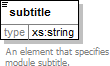 subtitle
type xs:string
An element that specifies
module subtitle.